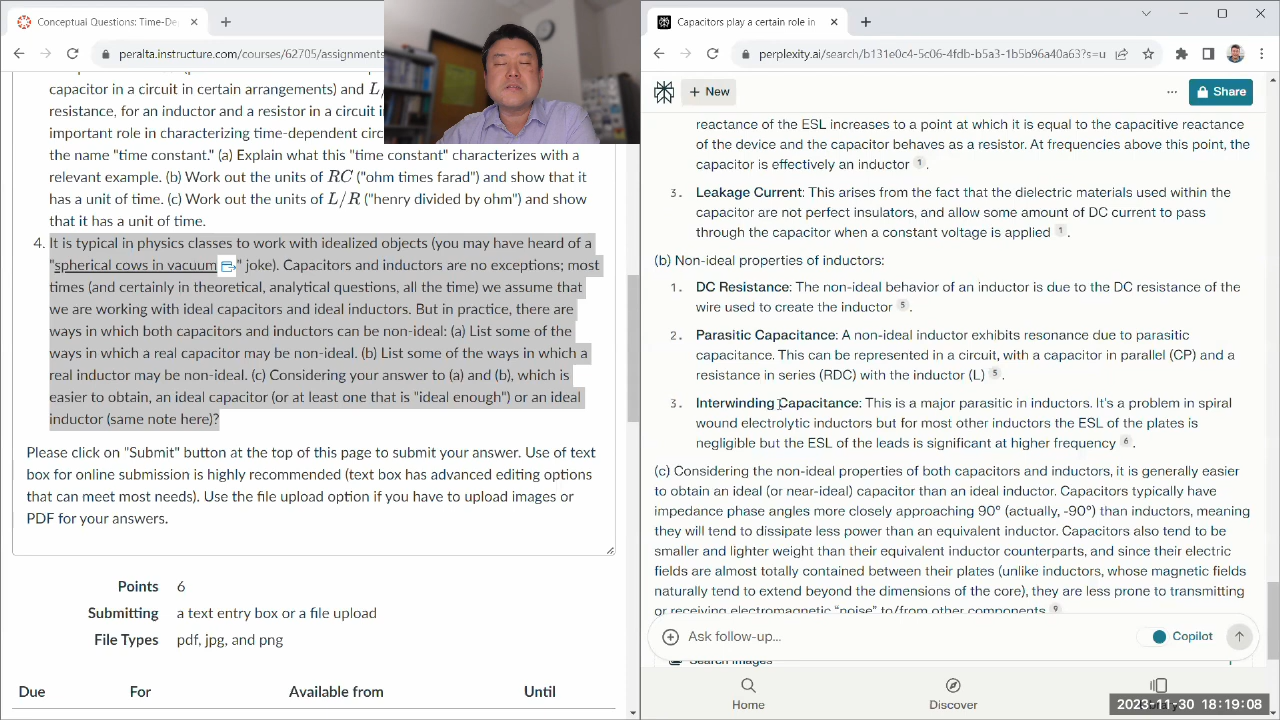 Conceptual Questions: Time-De
peralta.instructure.com/courses/62705/assignments
capacitor in a circuit in certain arrangements) and L/
resistance, for an inductor and a resistor in a circuit i
important role in characterizing time-dependent circ
the name "time constant." (a) Explain what this "time constant" characterizes with a
relevant example. (b) Work out the units of RC ("ohm times farad") and show that it
has a unit of time. (c) Work out the units of L/R ("henry divided by ohm") and show
that it has a unit of time.
4. It is typical in physics classes to work with idealized objects (you may have heard of a
"spherical cows in vacuum" joke). Capacitors and inductors are no exceptions; most
times (and certainly in theoretical, analytical questions, all the time) we assume that
we are working with ideal capacitors and ideal inductors. But in practice, there are
ways in which both capacitors and inductors can be non-ideal: (a) List some of the
ways in which a real capacitor may be non-ideal. (b) List some of the ways in which a
real inductor may be non-ideal. (c) Considering your answer to (a) and (b), which is
easier to obtain, an ideal capacitor (or at least one that is "ideal enough") or an ideal
inductor (same note here)?
Please click on "Submit" button at the top of this page to submit your answer. Use of text
box for online submission is highly recommended (text box has advanced editing options
that can meet most needs). Use the file upload option if you have to upload images or
PDF for your answers.
Points 6
Submitting a text entry box or a file upload
File Types pdf, jpg, and png
Due For Available from Until
Capacitors play a certain role in
perplexity.ai/search/b131e0c4-5c06-4fdb-b5a3-1b5b96a40a63?s=u
New
Share
reactance of the ESL increases to a point at which it is equal to the capacitive reactance
of the device and the capacitor behaves as a resistor. At frequencies above this point, the
capacitor is effectively an inductor 1.
3. Leakage Current: This arises from the fact that the dielectric materials used within the
capacitor are not perfect insulators, and allow some amount of DC current to pass
through the capacitor when a constant voltage is applied 1.
(b) Non-ideal properties of inductors:
1. DC Resistance: The non-ideal behavior of an inductor is due to the DC resistance of the
wire used to create the inductor 5.
2. Parasitic Capacitance: A non-ideal inductor exhibits resonance due to parasitic
capacitance. This can be represented in a circuit, with a capacitor in parallel (CP) and a
resistance in series (RDC) with the inductor (L) 5.
3. Interwinding Capacitance: This is a major parasitic in inductors. It's a problem in spiral
wound electrolytic inductors but for most other inductors the ESL of the plates is
negligible but the ESL of the leads is significant at higher frequency 6.
(c) Considering the non-ideal properties of both capacitors and inductors, it is generally easier
to obtain an ideal (or near-ideal) capacitor than an ideal inductor. Capacitors typically have
impedance phase angles more closely approaching 90° (actually, -90°) than inductors, meaning
they will tend to dissipate less power than an equivalent inductor. Capacitors also tend to be
smaller and lighter weight than their equivalent inductor counterparts, and since their electric
fields are almost totally contained between their plates (unlike inductors, whose magnetic fields
naturally tend to extend beyond the dimensions of the core), they are less prone to transmitting
or receiving electromagnetic "noise" to/from other components 9
Ask follow-up...
Copilot
Search Images
Home
Discover
2023-11-30 18:19:08